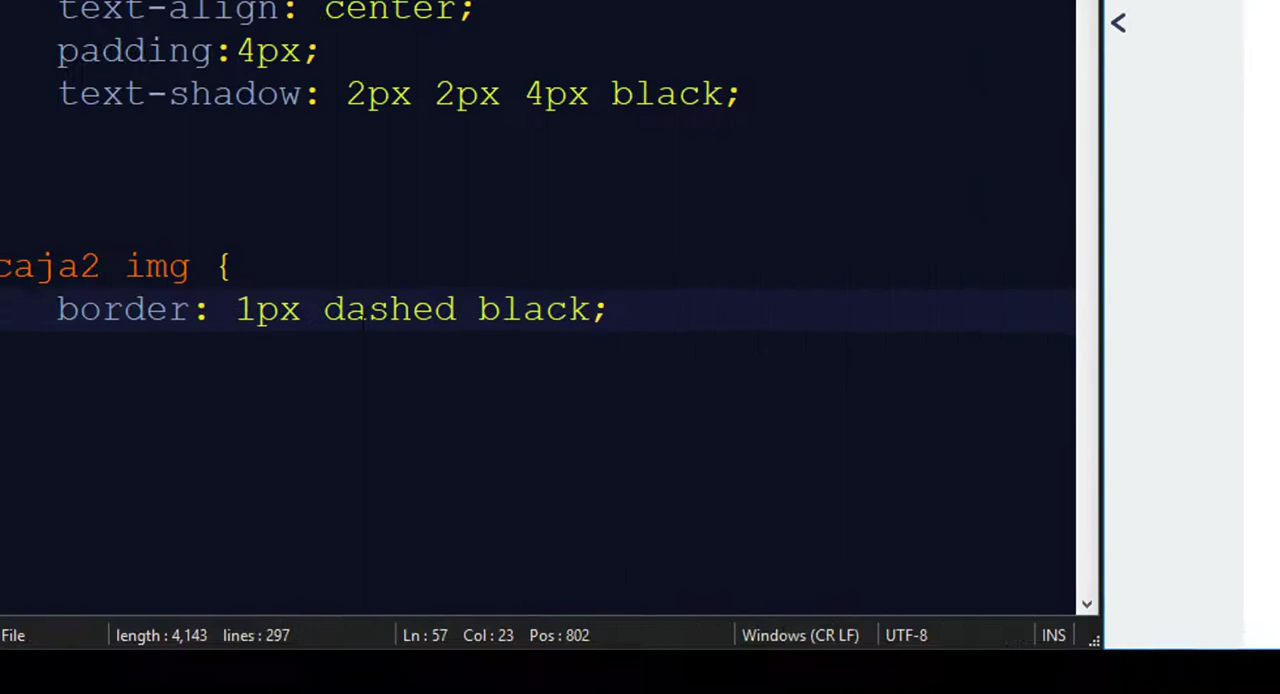 text-align: center;
padding:4px;
text-shadow: 2px 2px 4px black;
caja2 img {
border: 1px dashed black;
File length : 4,143 lines : 297 Ln : 57 Col : 23 Pos : 802 Windows (CR LF) UTF-8 INS